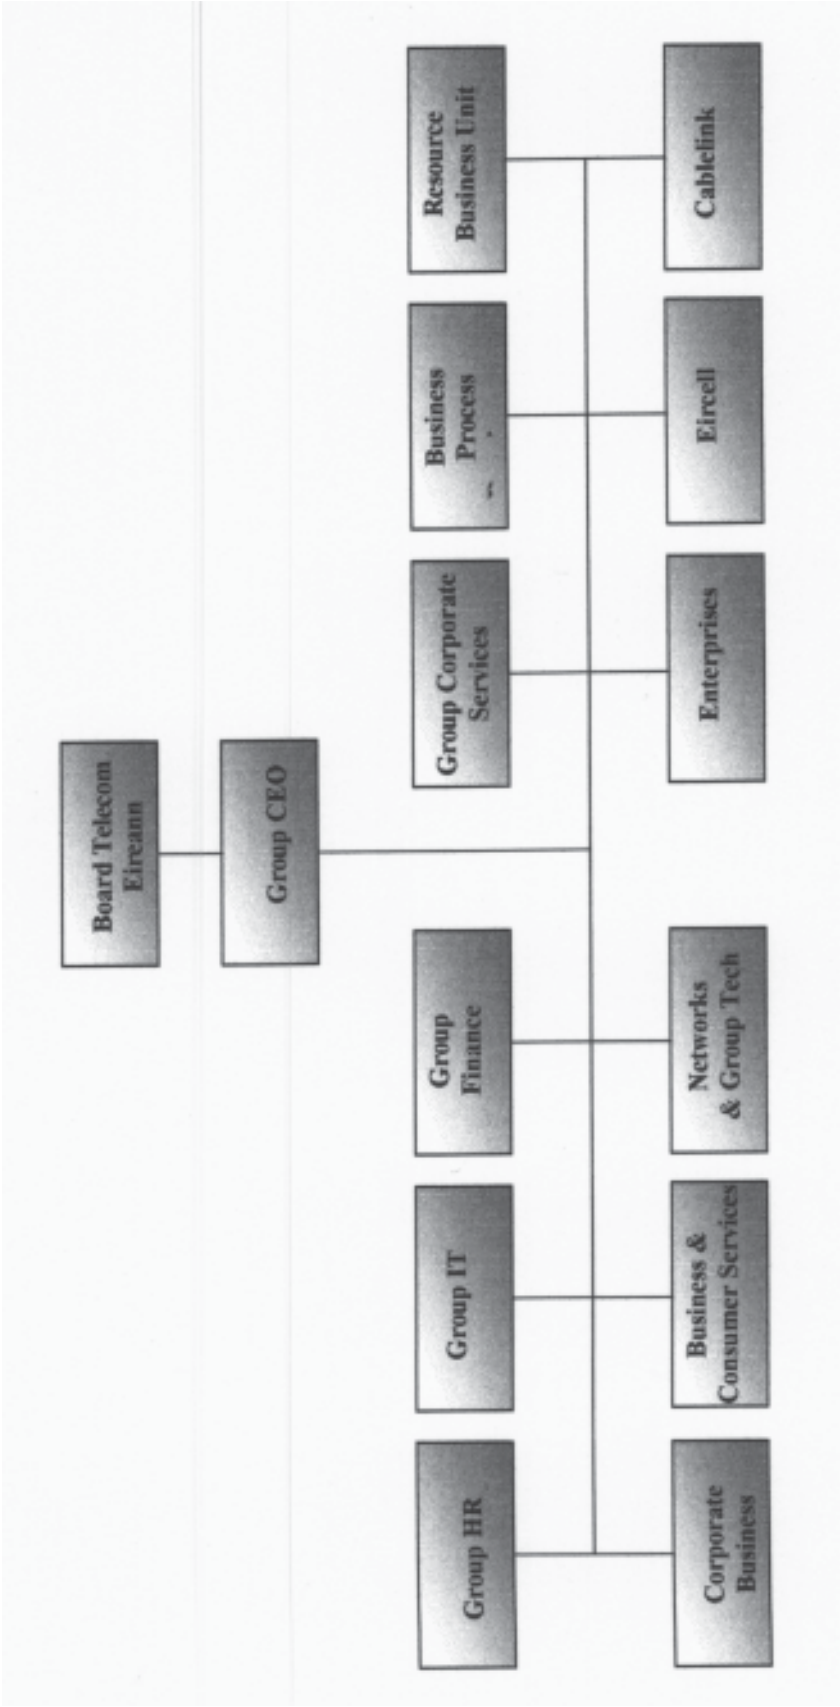 Board Telecom
Eireann
Group CEO
Group HR
Group IT
Group
Finance
Group Corporate
Services
Business
Process
Resource
Business Unit
Corporate
Business
Business &
Consumer Services
Networks
& Group Tech
Enterprises
Eircell
Cablelink